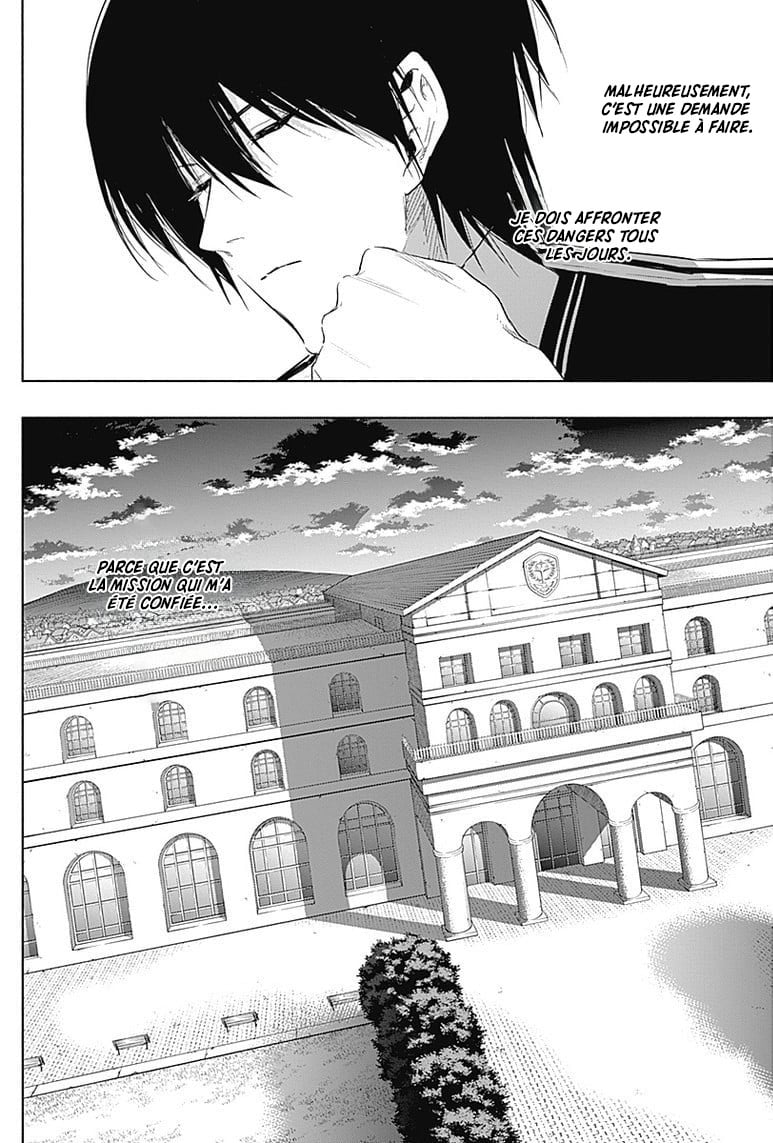 MALHEUREUSEMENT,
C'EST UNE DEMANDE
IMPOSSIBLE À FAIRE.
JE DOIS AFFRONTER
CES DANGERS TOUS
LES JOURS.
PARCE QUE C'EST
LA MISSION QUI M'A
ÉTÉ CONFIÉE...